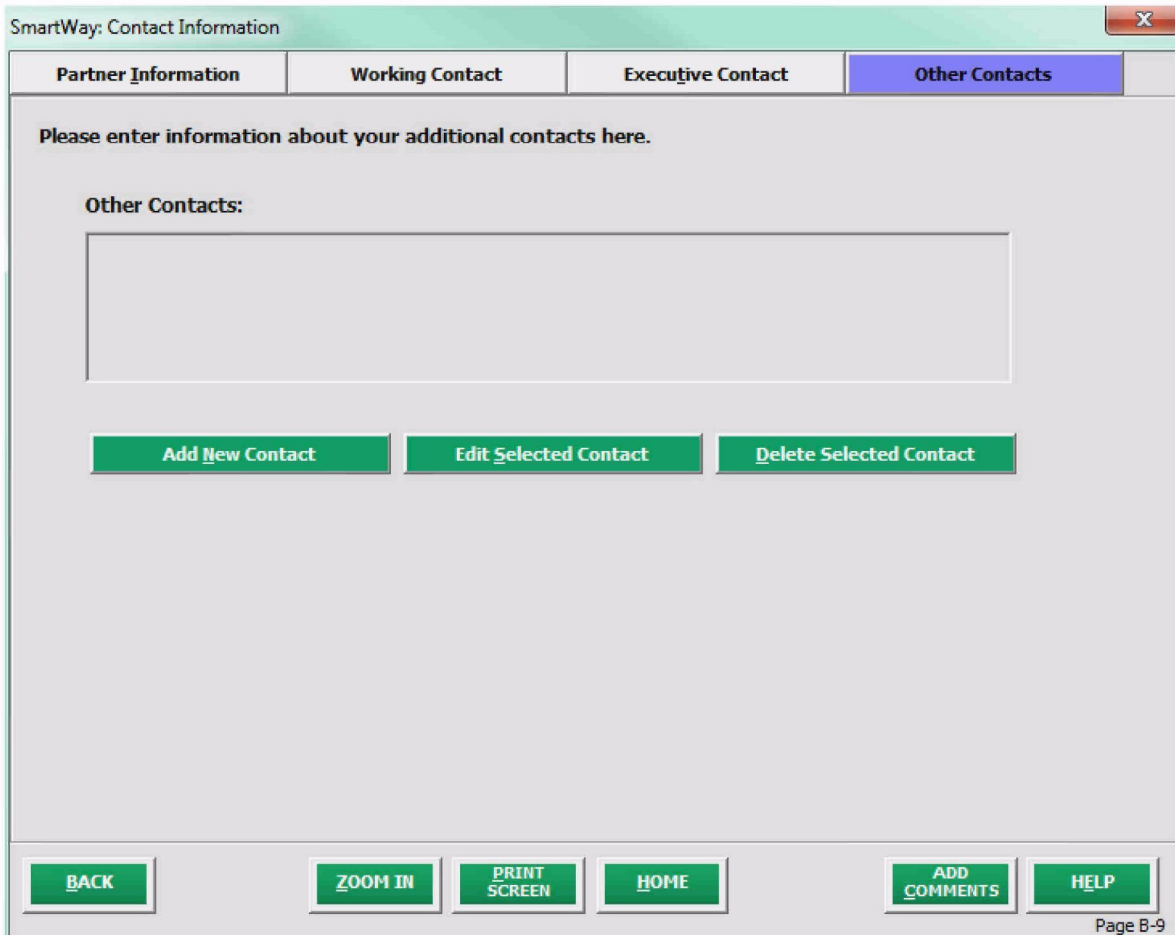 SmartWay: Contact Information
x
Partner Information
Working Contact
Executive Contact
Other Contacts
Please enter information about your additional contacts here.
Other Contacts:
Add New Contact
Edit Selected Contact
Delete Selected Contact
BACK
ZOOM IN
PRINT
SCREEN
HOME
ADD
COMMENTS
HELP
Page B-9